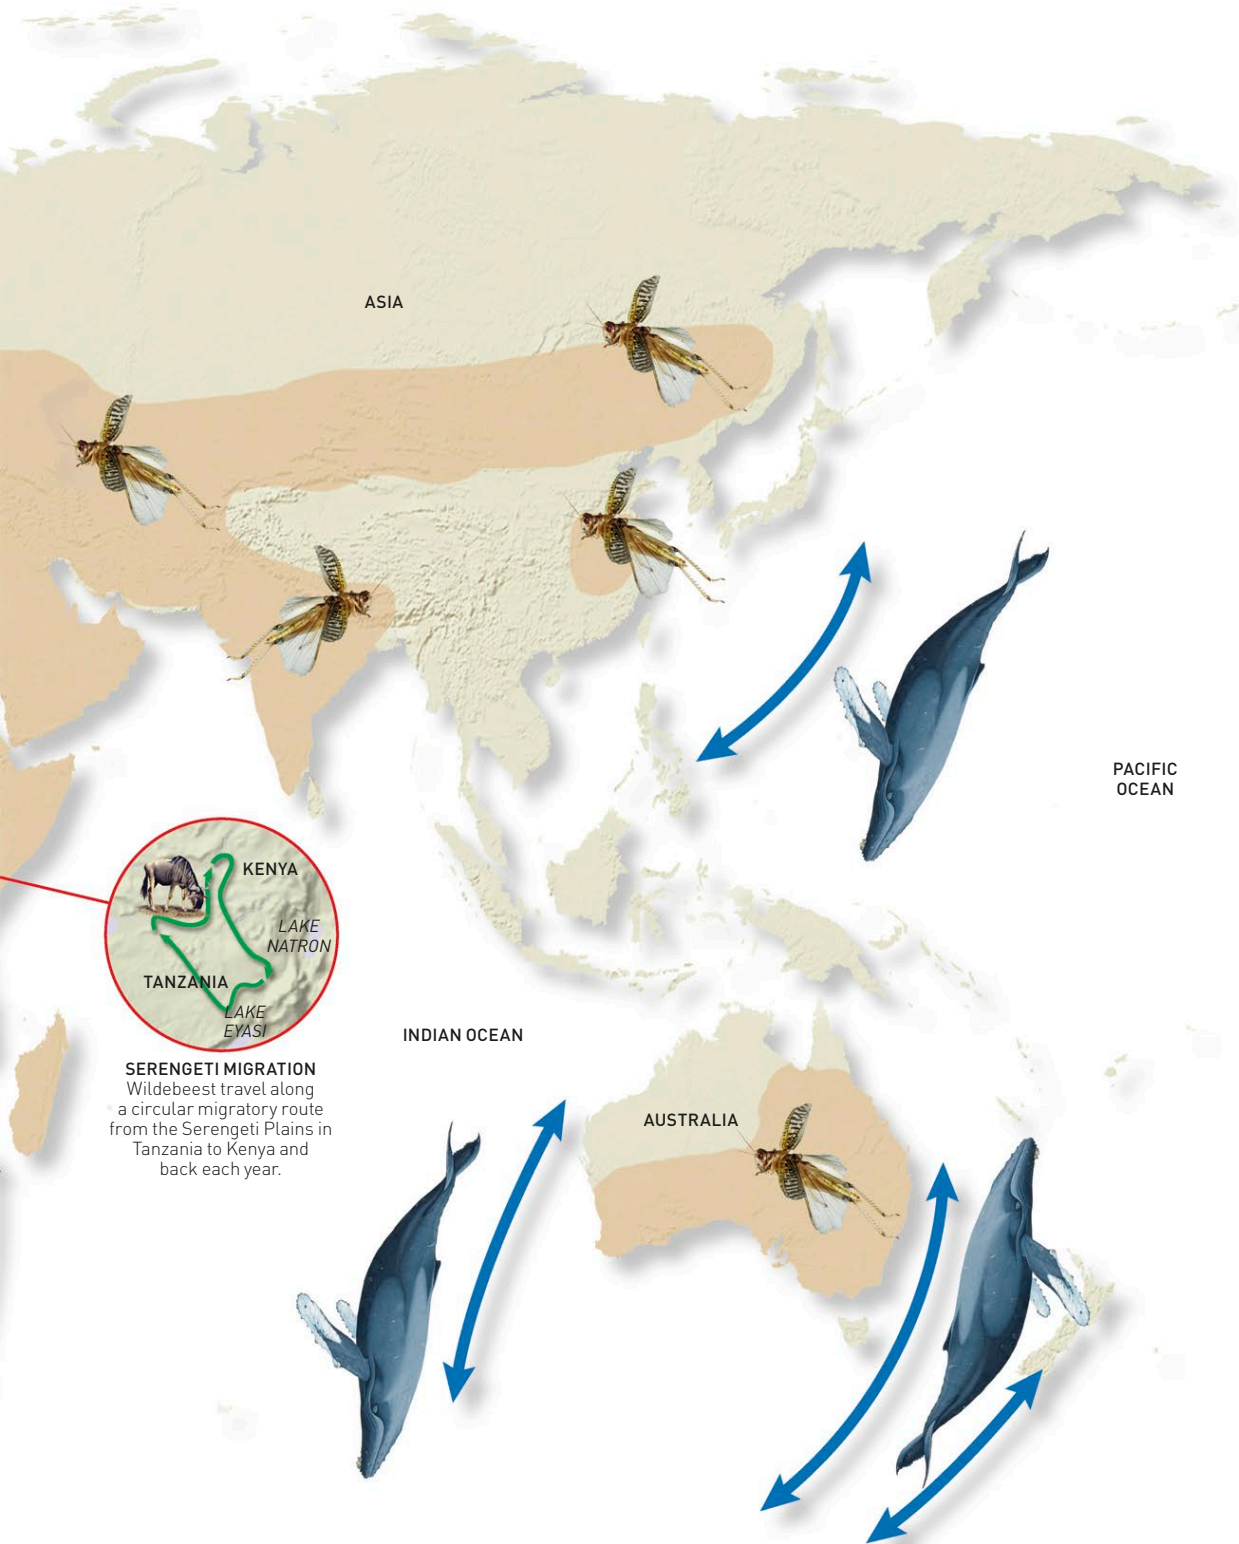 ASIA
PACIFIC
OCEAN
KENYA
LAKE
NATRON
TANZANIA
LAKE
EYASI
INDIAN OCEAN
SERENGETI MIGRATION
Wildebeest travel along
a circular migratory route
from the Serengeti Plains in
Tanzania to Kenya and
back each year.
AUSTRALIA